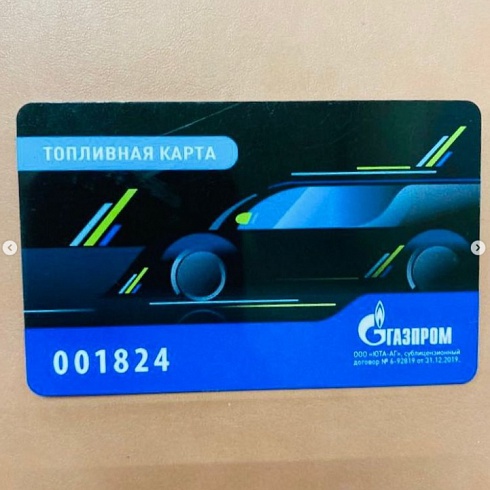 ТОПЛИВНАЯ КАРТА
ГАЗПРОМ
ООО «ЮТА-АГ», сублицензионный
договор № 6-92819 от 31.12.2019.
001824